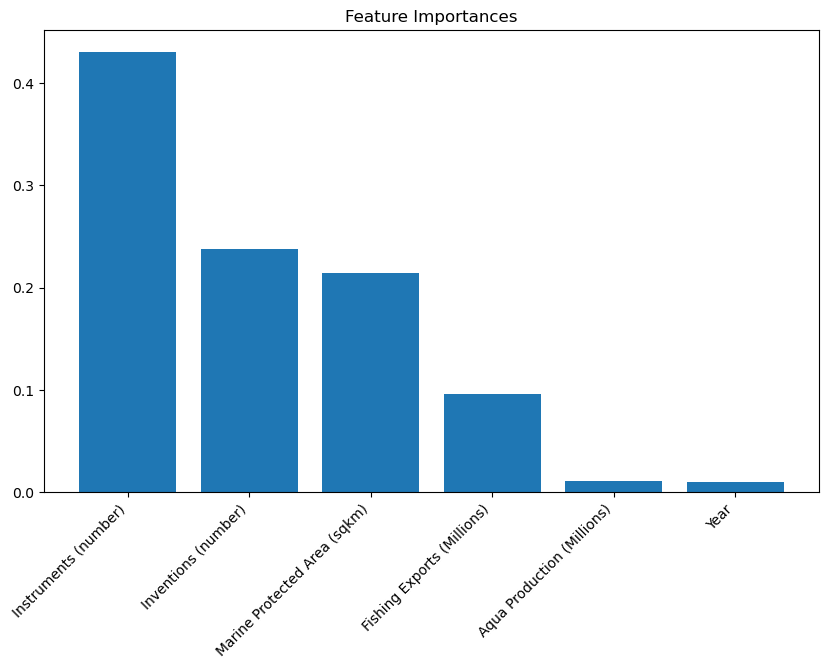 Feature Importances
0.4
0.3
0.2
0.1
0.0
Instruments (number)
Inventions (number)
Marine Protected Area (sqkm)
Fishing Exports (Millions)
Aqua Production (Millions)
Year